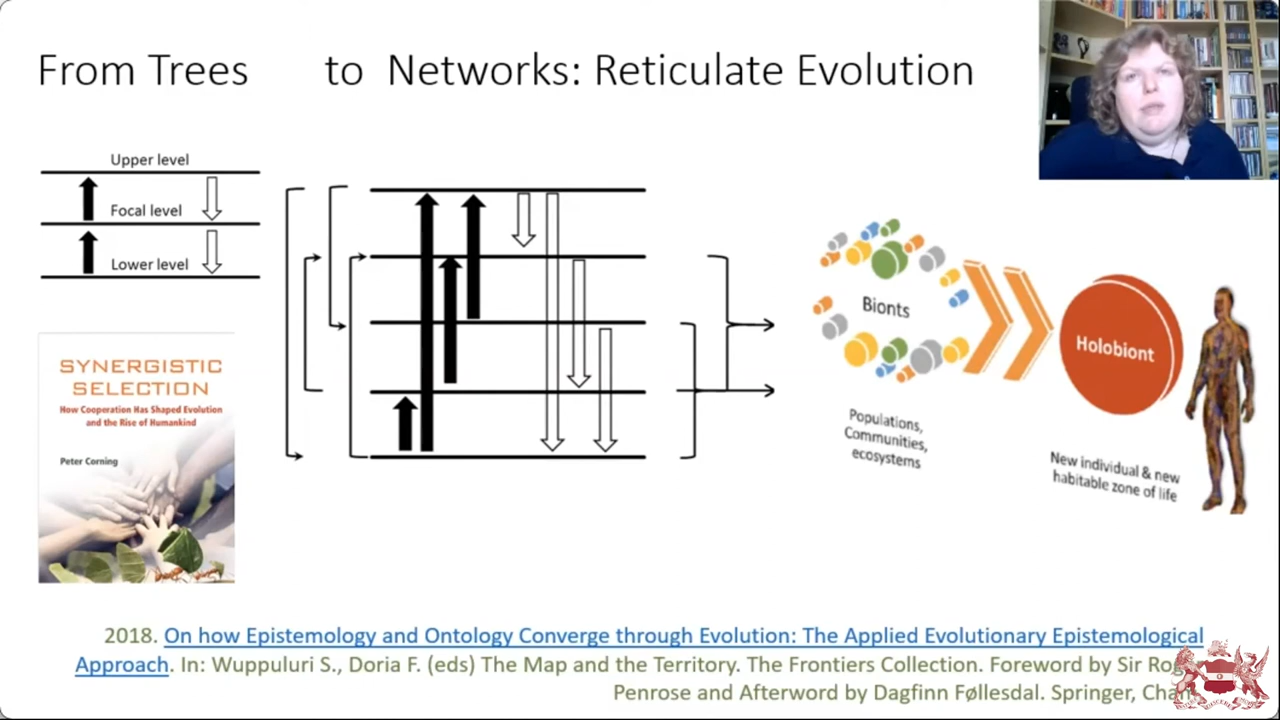 From Trees to Networks: Reticulate Evolution
Upper level
Focal level
Lower level
SYNERGISTIC
SELECTION
How Cooperation Has Shaped Evolution
and the Rise of Humankind
Peter Corning
Bionts
Populations,
Communities,
ecosystems
Holobiont
New individual & new
habitable zone of life
2018. On how Epistemology and Ontology Converge through Evolution: The Applied Evolutionary Epistemological
Approach. In: Wuppuluri S., Doria F. (eds) The Map and the Territory. The Frontiers Collection. Foreword by Sir
Penrose and Afterword by Dagfinn Føllesdal. Springer,